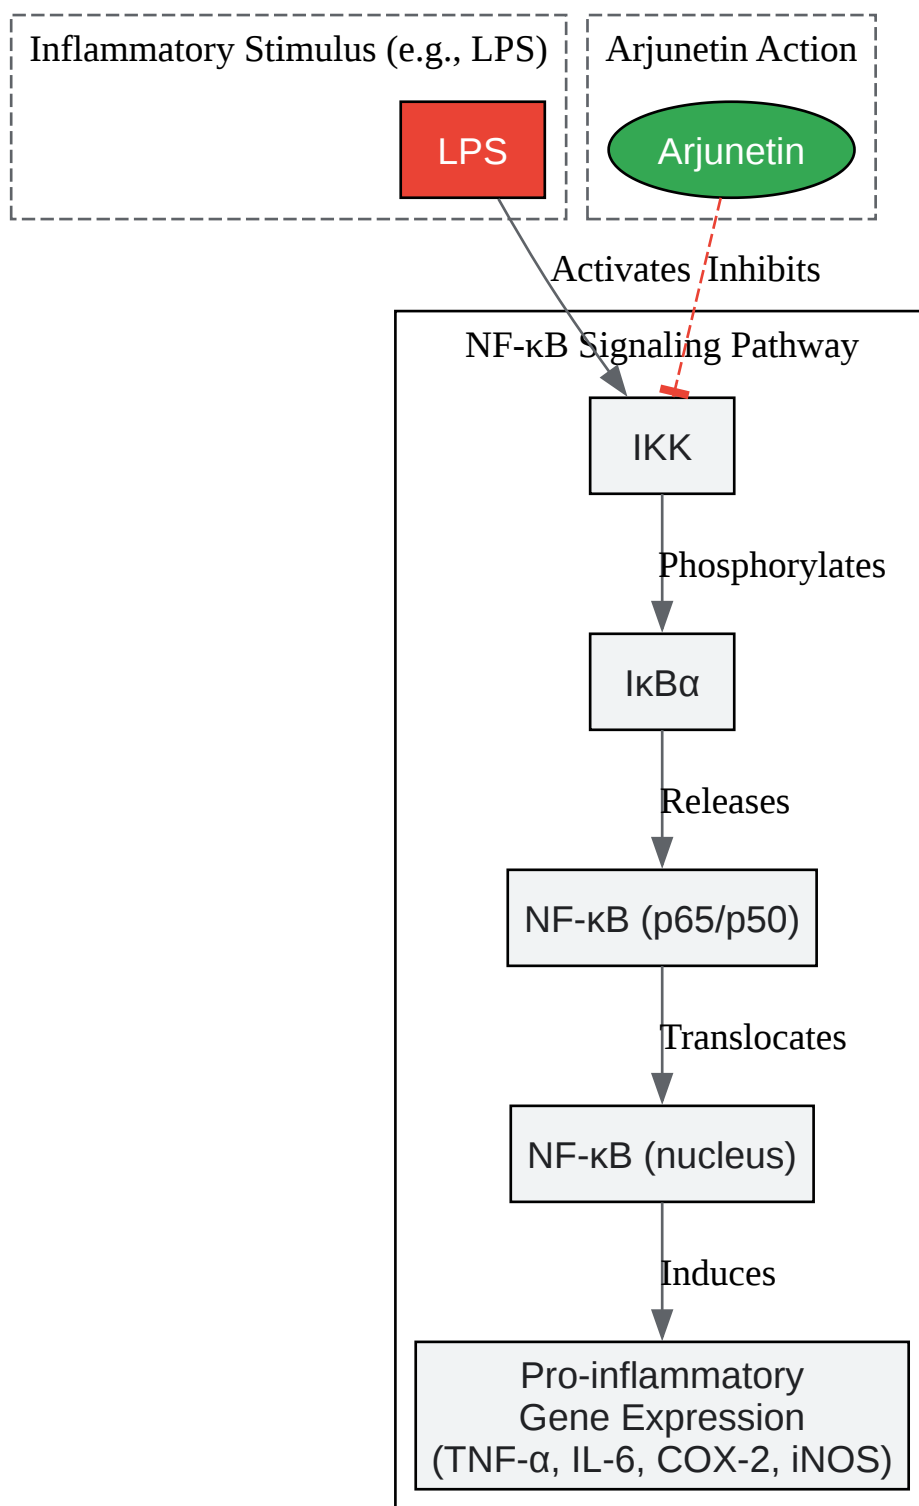 Inflammatory Stimulus (e.g., LPS)
Arjunetin Action
LPS
Arjunetin
Activates
Inhibits
NF-κB Signaling Pathway
IKK
Phosphorylates
IκBα
Releases
NF-κB (p65/p50)
Translocates
NF-κB (nucleus)
Induces
Pro-inflammatory
Gene Expression
(TNF-α, IL-6, COX-2, iNOS)